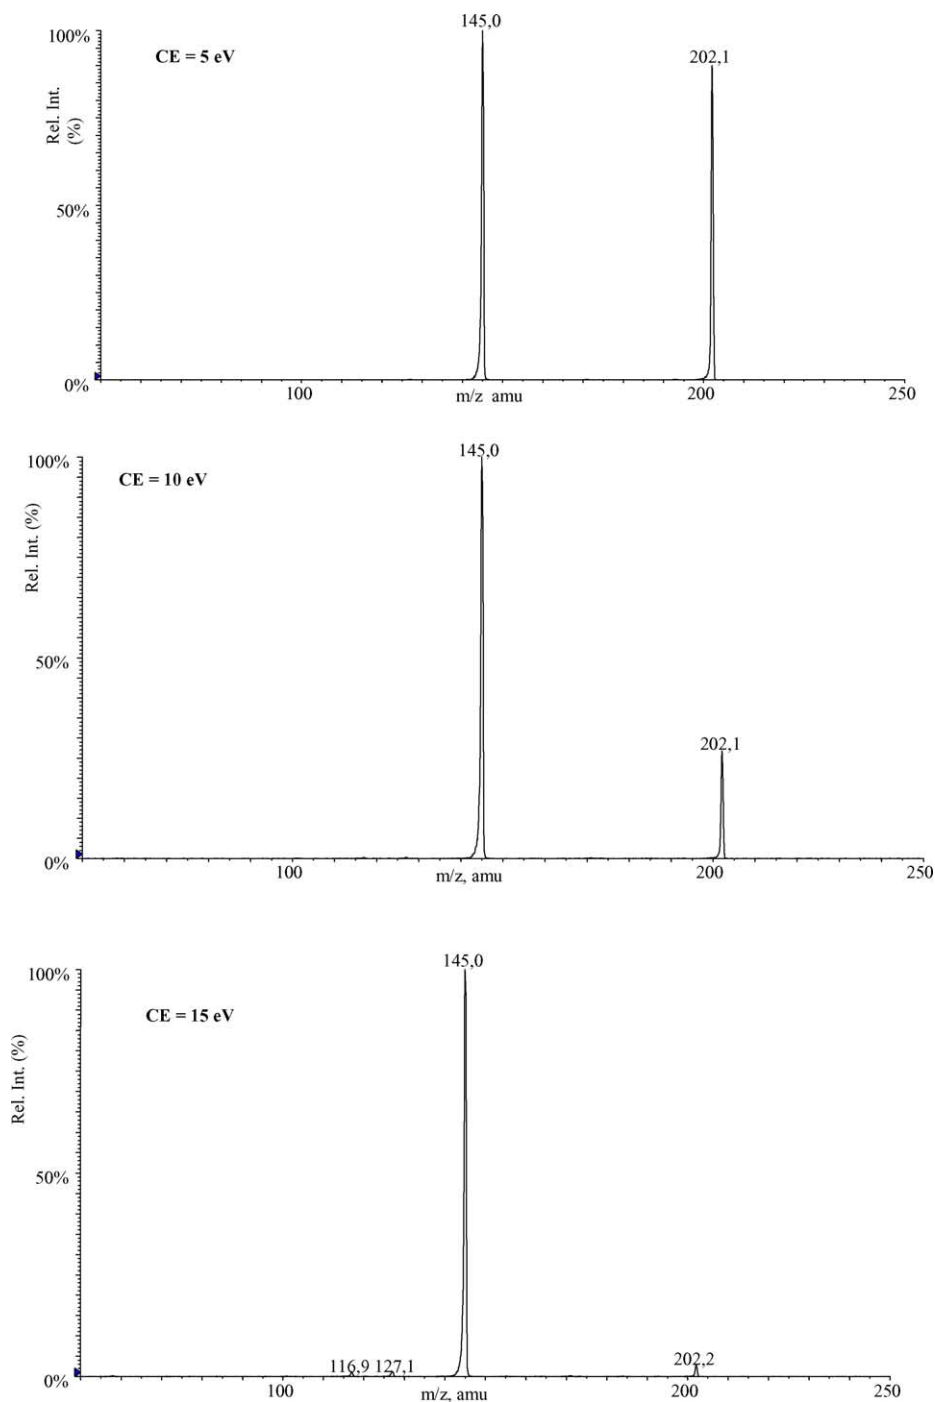 145,0
100%
CE = 5 eV
202,1
Rel. Int.
(%)
50%
0%
100
m/z amu
200
250
145,0
100%
CE = 10 eV
Rel. Int. (%)
50%
202,1
0%
100
m/z, amu
200
250
145,0
100%
CE = 15 eV
Rel. Int. (%)
50%
116,9 127,1
202,2
0%
100
m/z, amu
200
250